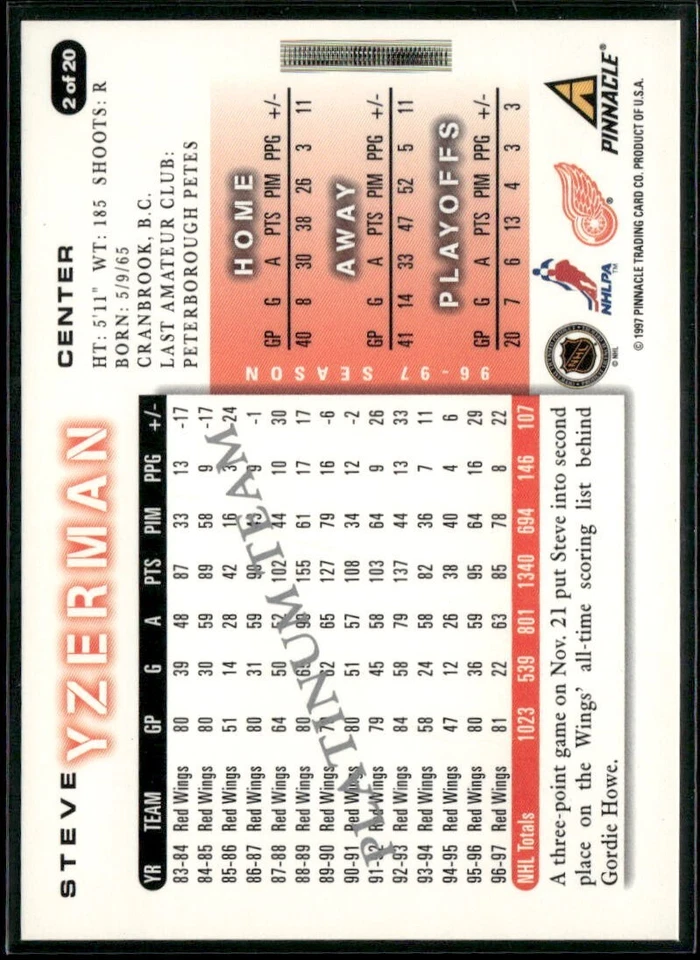 STEVE YZERMAN
CENTER
2 of 20
HT: 5'11" WT: 185 SHOOTS: R
BORN: 5/9/65
CRANBROOK, B.C.
LAST AMATEUR CLUB:
PETERBOROUGH PETES
YR TEAM GP G A PTS PIM PPG +/-
83-84 Red Wings 80 39 48 87 33 13 -17
84-85 Red Wings 80 30 59 89 58 9 -17
85-86 Red Wings 51 14 28 42 16 3 -24
86-87 Red Wings 80 31 59 43 9 -1
87-88 Red Wings 64 50 52 102 44 10 30
88-89 Red Wings 80 65 155 61 17 17
89-90 Red Wings 62 65 127 79 16 -6
90-91 Red Wings 80 51 57 108 34 12 -2
91-92 Red Wings 79 45 58 103 64 9 26
92-93 Red Wings 84 58 79 137 44 13 33
93-94 Red Wings 58 24 58 82 36 7 11
94-95 Red Wings 47 12 26 38 40 4 6
95-96 Red Wings 80 36 59 95 64 16 29
96-97 Red Wings 81 22 63 85 78 8 22
NHL Totals 1023 539 801 1340 694 146 107
PLATINUM TEAM
A three-point game on Nov. 21 put Steve into second
place on the Wings' all-time scoring list behind
Gordie Howe.
96-97 SEASON
HOME
GP G A PTS PIM PPG +/-
40 8 30 38 26 3 11
AWAY
GP G A PTS PIM PPG +/-
41 14 33 47 52 5 11
PLAYOFFS
20 7 6 13 4 3 3
NHL
© NHL
NHLPA™
PINNACLE®
© 1997 PINNACLE TRADING CARD CO. PRODUCT OF U.S.A.